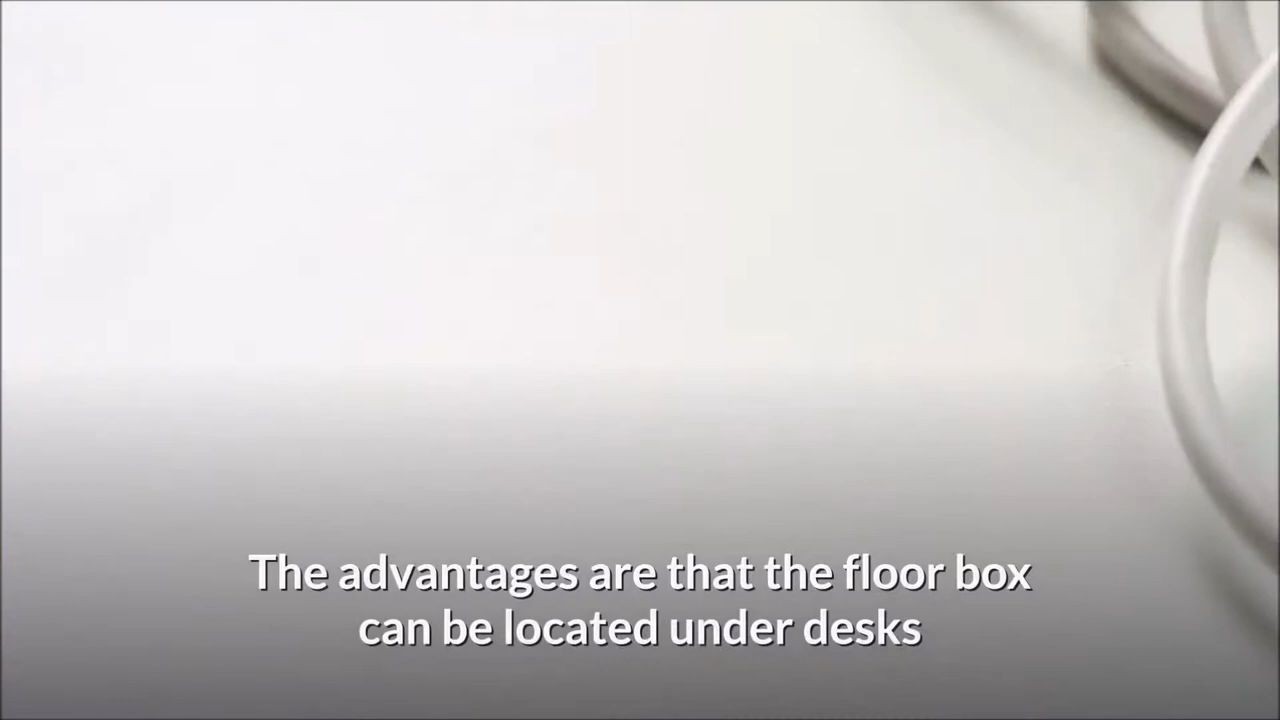 The advantages are that the floor box
can be located under desks